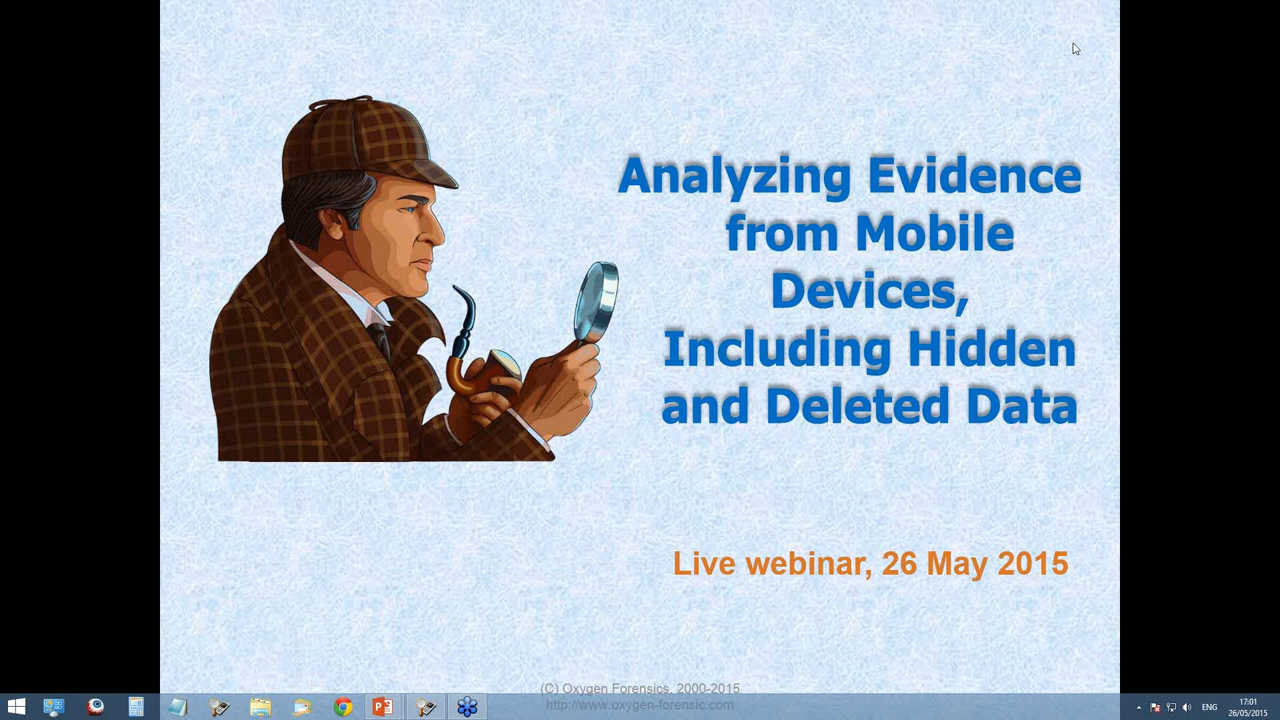 Analyzing Evidence
from Mobile
Devices,
Including Hidden
and Deleted Data
Live webinar, 26 May 2015
(C) Oxygen Forensics, 2000-2015
http://www.oxygen-forensic.com
ENG
17:01
26/05/2015